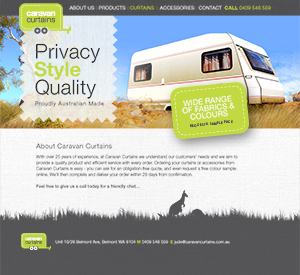 caravan curtains
ABOUT US | PRODUCTS | CURTAINS | ACCESSORIES | CONTACT CALL 0409 548 559
Privacy
Style
Quality
Proudly Australian Made
WIDE RANGE
OF FABRICS &
COLOURS
About Caravan Curtains
With over 25 years of experience, at Caravan Curtains we understand our customers' needs and we aim to
provide a quality product and efficient service with every order. Ordering your curtains or accessories from
Caravan Curtains is easy - you can ask for an obligation-free quote, and even request a free colour sample
online. We'll then complete and deliver your order within 28 days from confirmation.
Feel free to give us a call today for a friendly chat...
caravan curtains
Unit 10/26 Belmont Ave, Belmont WA 6104 M 0409 548 559 E jude@caravancurtains.com.au